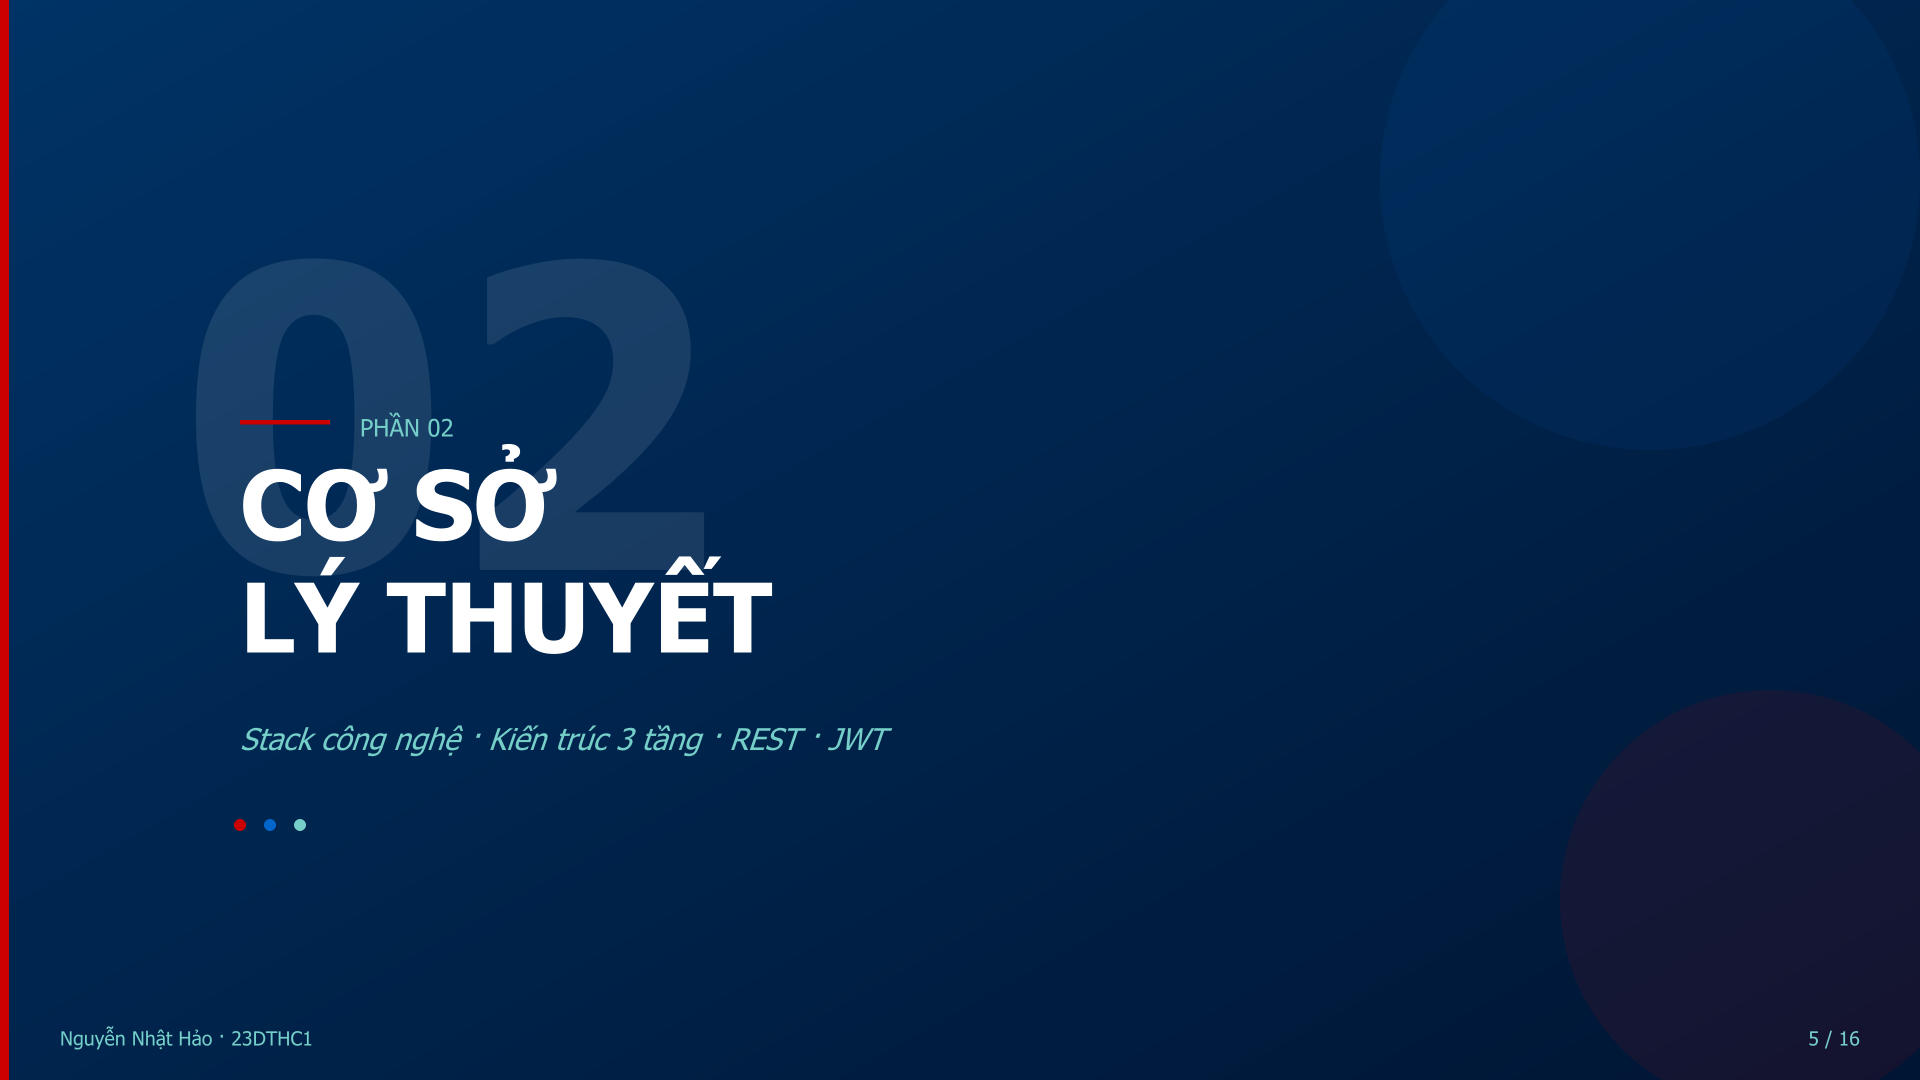 02
PHẦN 02
CƠ SỞ
LÝ THUYẾT
Stack công nghệ · Kiến trúc 3 tầng · REST · JWT
Nguyễn Nhật Hảo · 23DTHC1
5 / 16